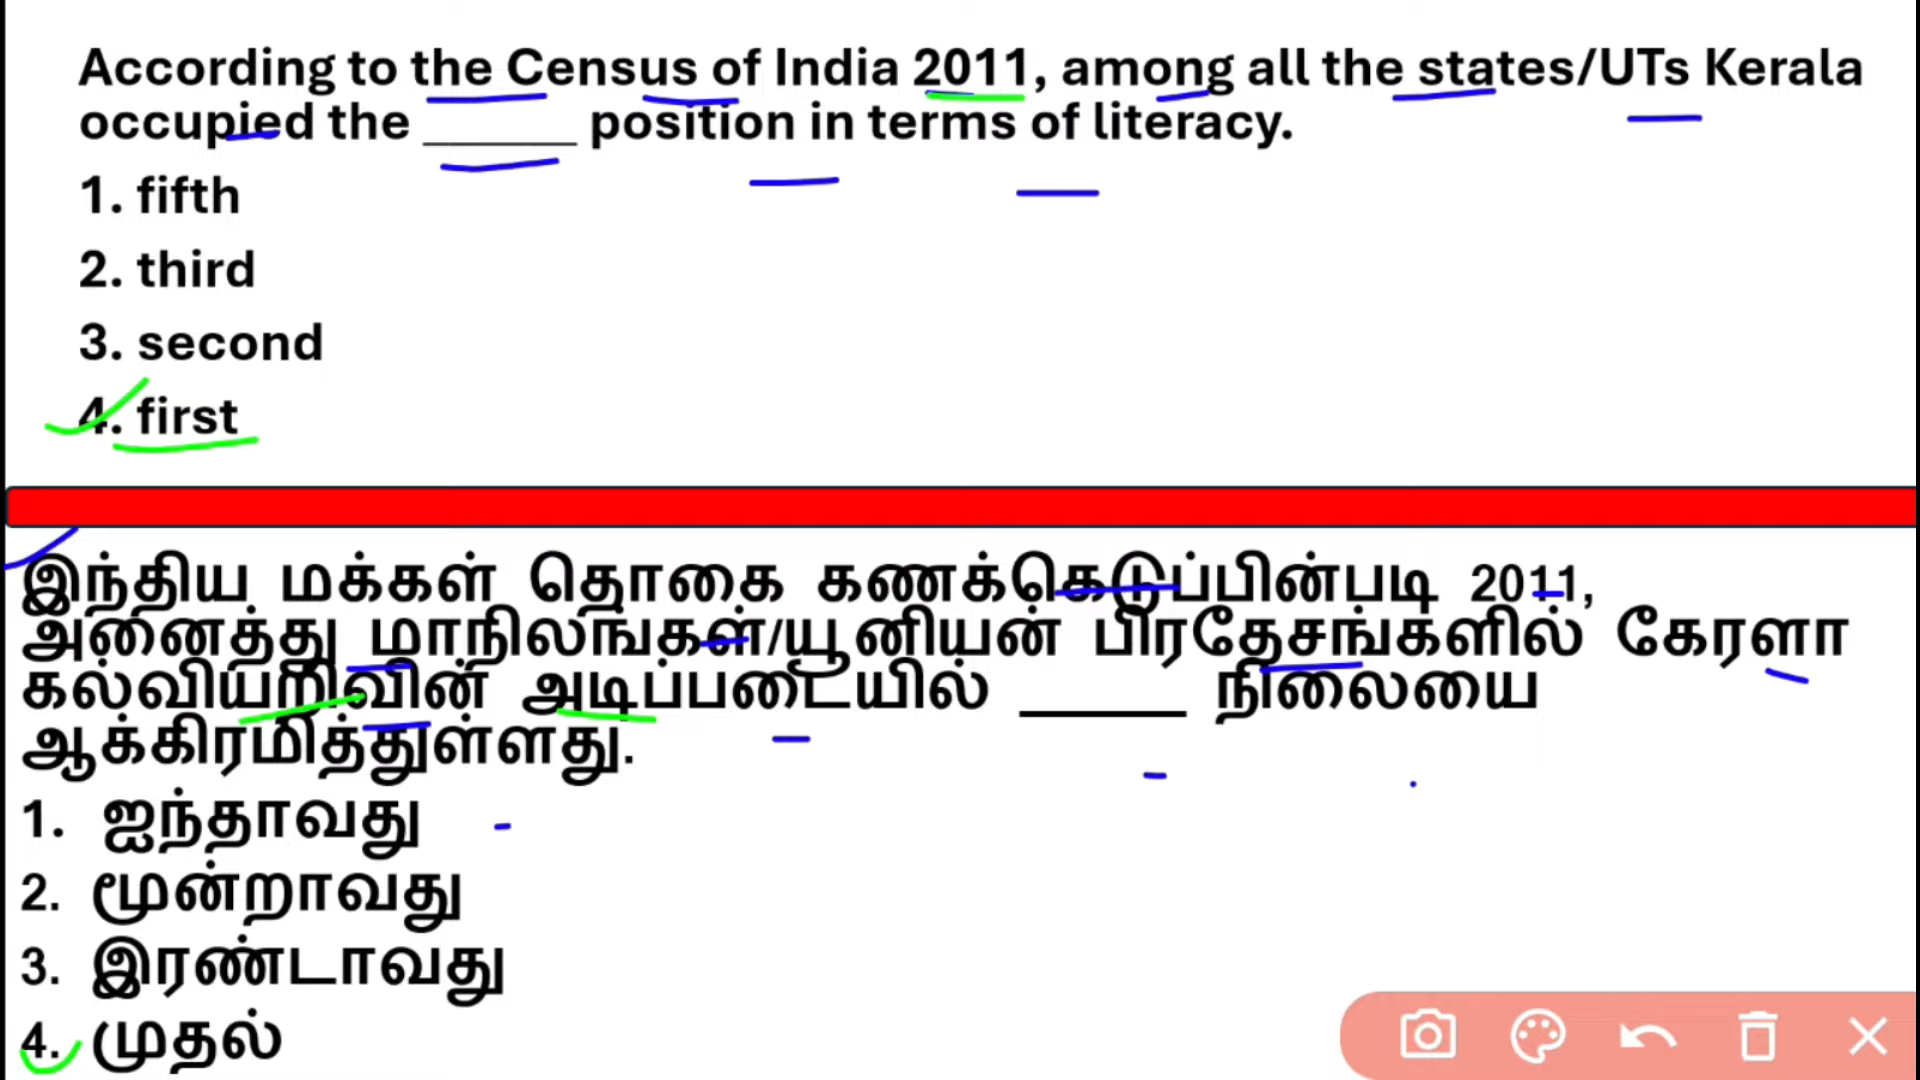 According to the Census of India 2011, among all the states/UTs Kerala
occupied the ______ position in terms of literacy.
1. fifth
2. third
3. second
4. first
இந்திய மக்கள் தொகை கணக்கெடுப்பின்படி 2011,
அனைத்து மாநிலங்கள்/யூனியன் பிரதேசங்களில் கேரளா
கல்வியறிவின் அடிப்படையில் ______ நிலையை
ஆக்கிரமித்துள்ளது.
1. ஐந்தாவது
2. மூன்றாவது
3. இரண்டாவது
4. முதல்